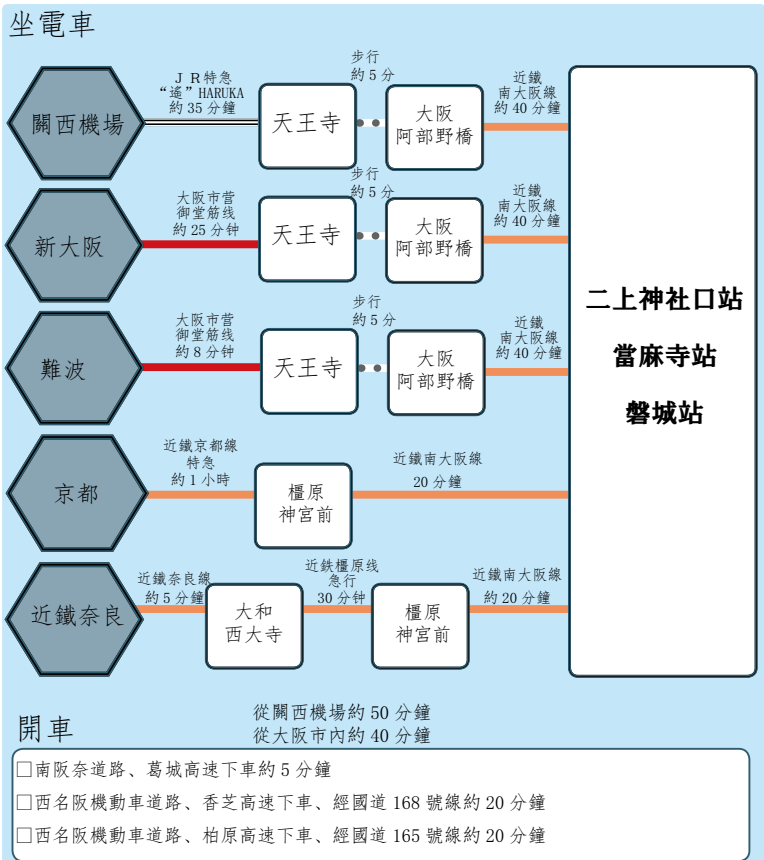 坐電車
關西機場
ＪＲ特急
“遙”HARUKA
約 35 分鐘
天王寺
步行
約 5 分
大阪
阿部野橋
近鐵
南大阪線
約 40 分鐘
新大阪
大阪市営
御堂筋线
約 25 分钟
天王寺
步行
約 5 分
大阪
阿部野橋
近鐵
南大阪線
約 40 分鐘
難波
大阪市営
御堂筋线
約 8 分钟
天王寺
步行
約 5 分
大阪
阿部野橋
近鐵
南大阪線
約 40 分鐘
京都
近鐵京都線
特急
約 1 小時
橿原
神宮前
近鐵南大阪線
20 分鐘
近鐵奈良
近鐵奈良線
約 5 分鐘
大和
西大寺
近鉄橿原线
急行
30 分钟
橿原
神宮前
近鐵南大阪線
約 20 分鐘
二上神社口站
當麻寺站
磐城站
開車
從關西機場約 50 分鐘
從大阪市內約 40 分鐘
□南阪奈道路、葛城高速下車約 5 分鐘
□西名阪機動車道路、香芝高速下車、經國道 168 號線約 20 分鐘
□西名阪機動車道路、柏原高速下車、經國道 165 號線約 20 分鐘